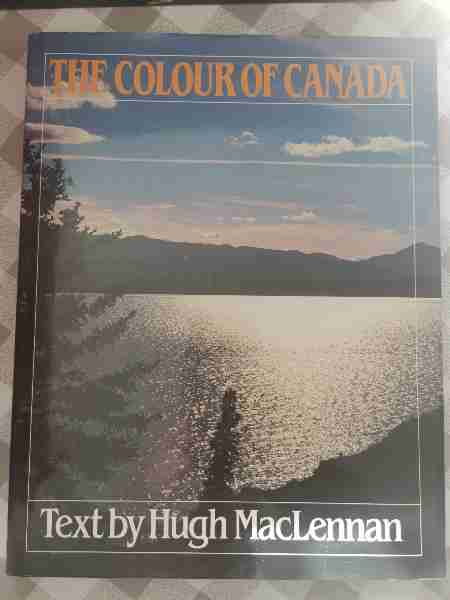 THE COLOUR OF CANADA
Text by Hugh MacLennan